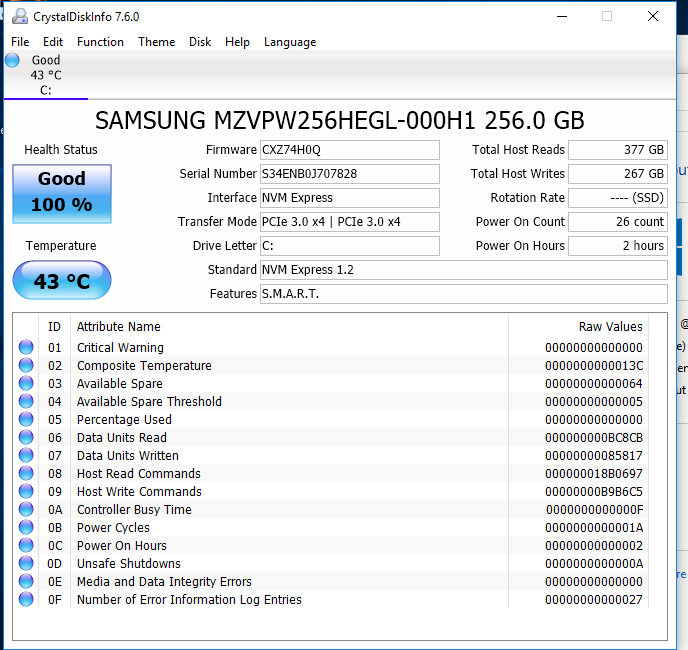 CrystalDiskInfo 7.6.0
File Edit Function Theme Disk Help Language
Good
43 °C
C:
SAMSUNG MZVPW256HEGL-000H1 256.0 GB
Health Status
Good
100 %
Temperature
43 °C
Firmware CXZ74H0Q
Serial Number S34ENB0J707828
Interface NVM Express
Transfer Mode PCIe 3.0 x4 | PCIe 3.0 x4
Drive Letter C:
Standard NVM Express 1.2
Features S.M.A.R.T.
Total Host Reads 377 GB
Total Host Writes 267 GB
Rotation Rate ---- (SSD)
Power On Count 26 count
Power On Hours 2 hours
ID Attribute Name Raw Values
01 Critical Warning 00000000000000
02 Composite Temperature 0000000000013C
03 Available Spare 00000000000064
04 Available Spare Threshold 00000000000005
05 Percentage Used 00000000000000
06 Data Units Read 000000000BC8CB
07 Data Units Written 00000000085817
08 Host Read Commands 000000018B0697
09 Host Write Commands 00000000B9B6C5
0A Controller Busy Time 0000000000000F
0B Power Cycles 0000000000001A
0C Power On Hours 00000000000002
0D Unsafe Shutdowns 0000000000000A
0E Media and Data Integrity Errors 00000000000000
0F Number of Error Information Log Entries 00000000000027